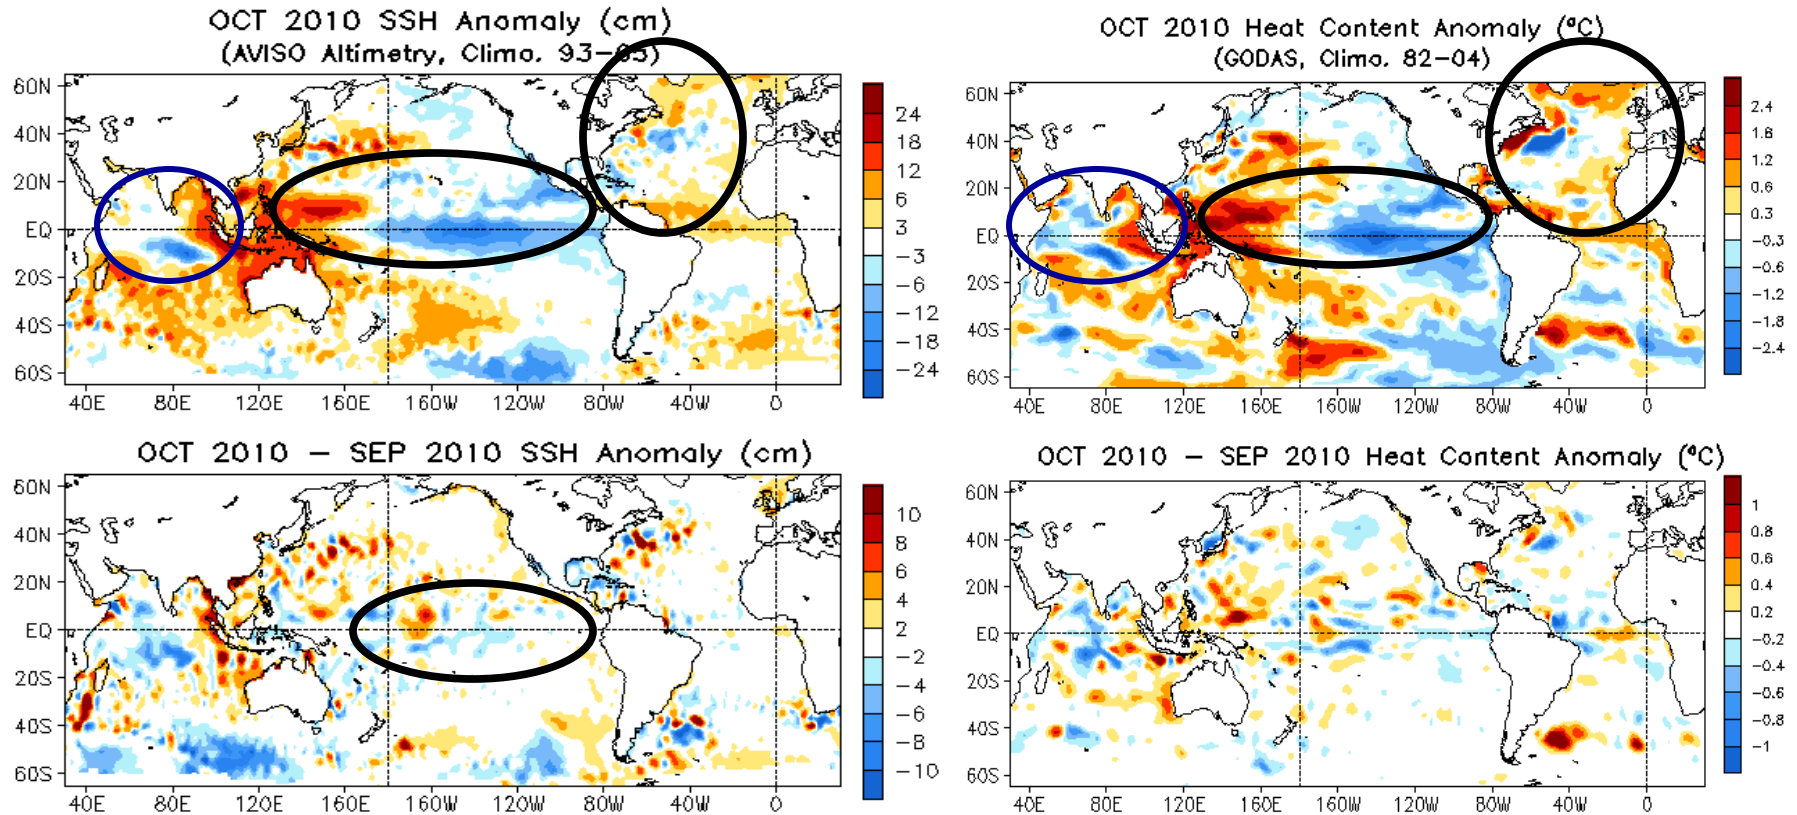 OCT 2010 SSH Anomaly (cm)
(AVISO Altimetry, Climo. 93-03)
60N
40N
20N
EQ
20S
40S
60S
40E 80E 120E 160E 160W 120W 80W 40W 0
24
18
12
6
3
-3
-6
-12
-18
-24
OCT 2010 Heat Content Anomaly (°C)
(GODAS, Climo. 82-04)
60N
40N
20N
EQ
20S
40S
60S
40E 80E 120E 160E 160W 120W 80W 40W 0
2.4
1.8
1.2
0.6
0.3
-0.3
-0.6
-1.2
-1.8
-2.4
OCT 2010 - SEP 2010 SSH Anomaly (cm)
60N
40N
20N
EQ
20S
40S
60S
40E 80E 120E 160E 160W 120W 80W 40W 0
10
8
6
4
2
-2
-4
-6
-8
-10
OCT 2010 - SEP 2010 Heat Content Anomaly (°C)
60N
40N
20N
EQ
20S
40S
60S
40E 80E 120E 160E 160W 120W 80W 40W 0
1
0.8
0.6
0.4
0.2
-0.2
-0.4
-0.6
-0.8
-1